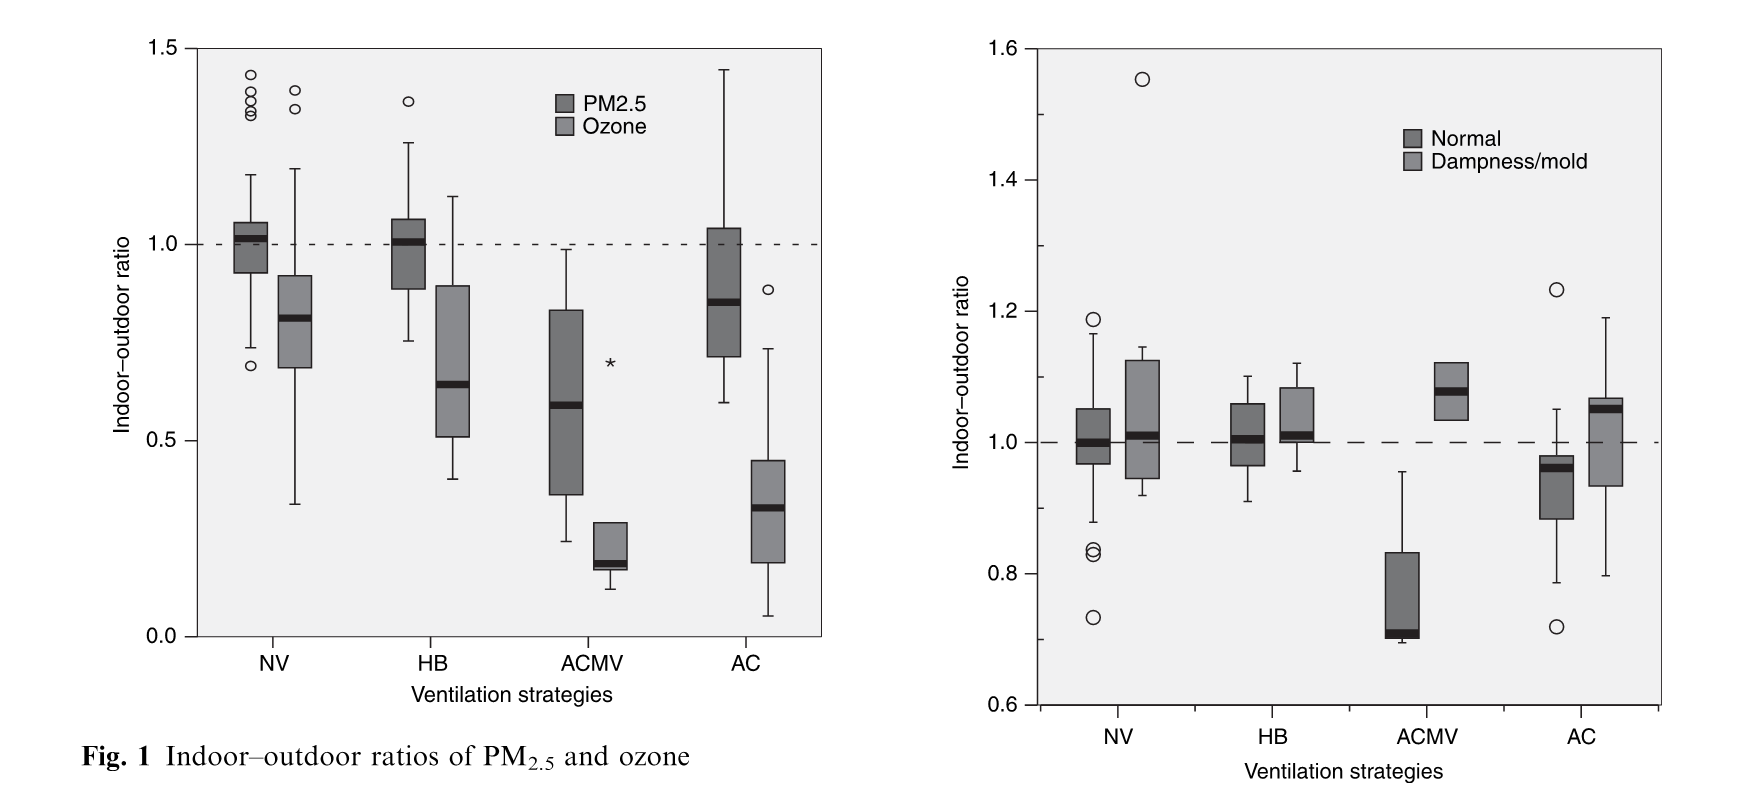 1.5
1.0
0.5
0.0
Indoor–outdoor ratio
PM2.5
Ozone
*
NV HB ACMV AC
Ventilation strategies
Fig. 1 Indoor–outdoor ratios of PM2.5 and ozone
1.6
1.4
1.2
1.0
0.8
0.6
Indoor–outdoor ratio
Normal
Dampness/mold
NV HB ACMV AC
Ventilation strategies